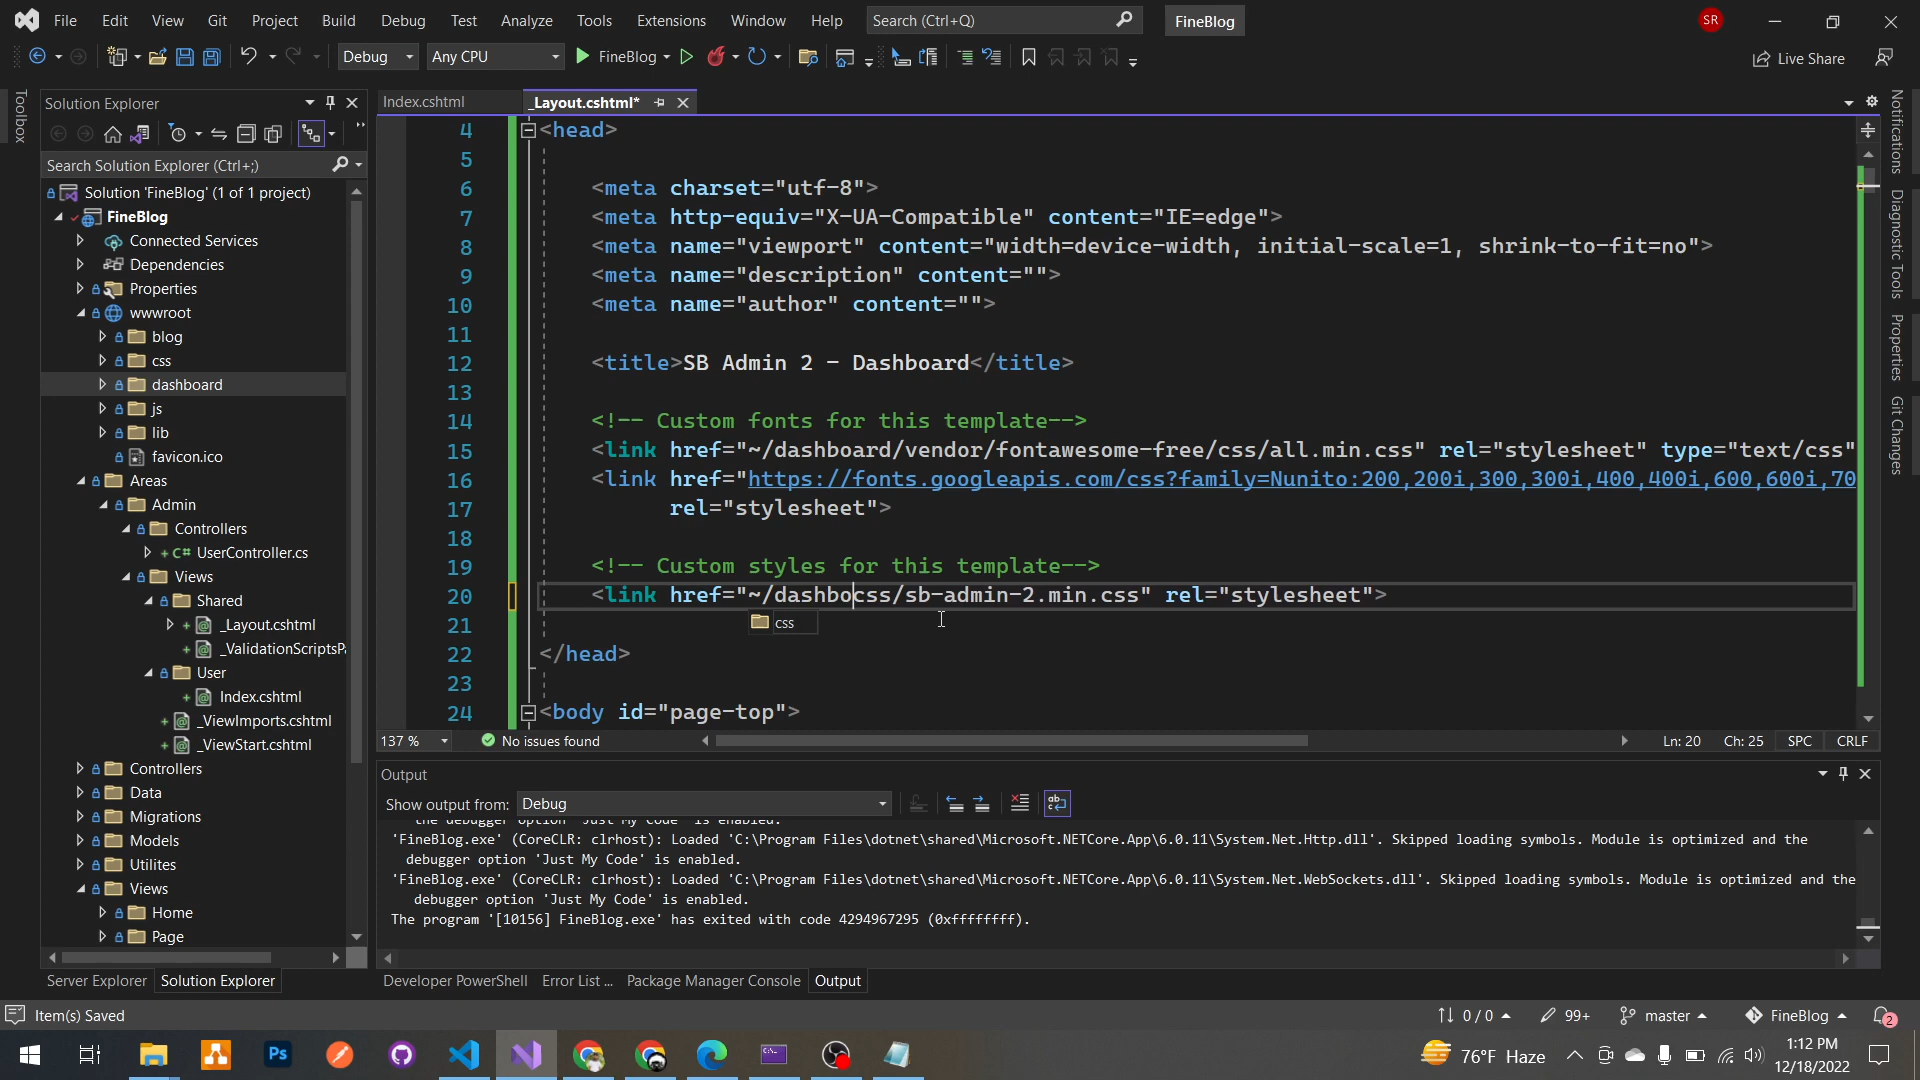 File Edit View Git Project Build Debug Test Analyze Tools Extensions Window Help Search (Ctrl+Q) FineBlog SR
Debug Any CPU FineBlog Live Share
Toolbox
Solution Explorer
Search Solution Explorer (Ctrl+;)
Solution 'FineBlog' (1 of 1 project)
FineBlog
Connected Services
Dependencies
Properties
wwwroot
blog
css
dashboard
js
lib
favicon.ico
Areas
Admin
Controllers
C# UserController.cs
Views
Shared
_Layout.cshtml
_ValidationScriptsPa
User
Index.cshtml
_ViewImports.cshtml
_ViewStart.cshtml
Controllers
Data
Migrations
Models
Utilites
Views
Home
Page
Server Explorer Solution Explorer
Index.cshtml _Layout.cshtml*
4 <head>
5
6 <meta charset="utf-8">
7 <meta http-equiv="X-UA-Compatible" content="IE=edge">
8 <meta name="viewport" content="width=device-width, initial-scale=1, shrink-to-fit=no">
9 <meta name="description" content="">
10 <meta name="author" content="">
11
12 <title>SB Admin 2 - Dashboard</title>
13
14 <!-- Custom fonts for this template-->
15 <link href="~/dashboard/vendor/fontawesome-free/css/all.min.css" rel="stylesheet" type="text/css"
16 <link href="https://fonts.googleapis.com/css?family=Nunito:200,200i,300,300i,400,400i,600,600i,70
17 rel="stylesheet">
18
19 <!-- Custom styles for this template-->
20 <link href="~/dashbocss/sb-admin-2.min.css" rel="stylesheet">
css
21
22 </head>
23
24 <body id="page-top">
137 % No issues found Ln: 20 Ch: 25 SPC CRLF
Output
Show output from: Debug
the debugger option 'Just My Code' is enabled.
'FineBlog.exe' (CoreCLR: clrhost): Loaded 'C:\Program Files\dotnet\shared\Microsoft.NETCore.App\6.0.11\System.Net.Http.dll'. Skipped loading symbols. Module is optimized and the
debugger option 'Just My Code' is enabled.
'FineBlog.exe' (CoreCLR: clrhost): Loaded 'C:\Program Files\dotnet\shared\Microsoft.NETCore.App\6.0.11\System.Net.WebSockets.dll'. Skipped loading symbols. Module is optimized and the
debugger option 'Just My Code' is enabled.
The program '[10156] FineBlog.exe' has exited with code 4294967295 (0xffffffff).
Developer PowerShell Error List ... Package Manager Console Output
Notifications
Diagnostic Tools
Properties
Git Changes
Item(s) Saved 0 / 0 99+ master FineBlog 2
Ps 76°F Haze 1:12 PM
12/18/2022